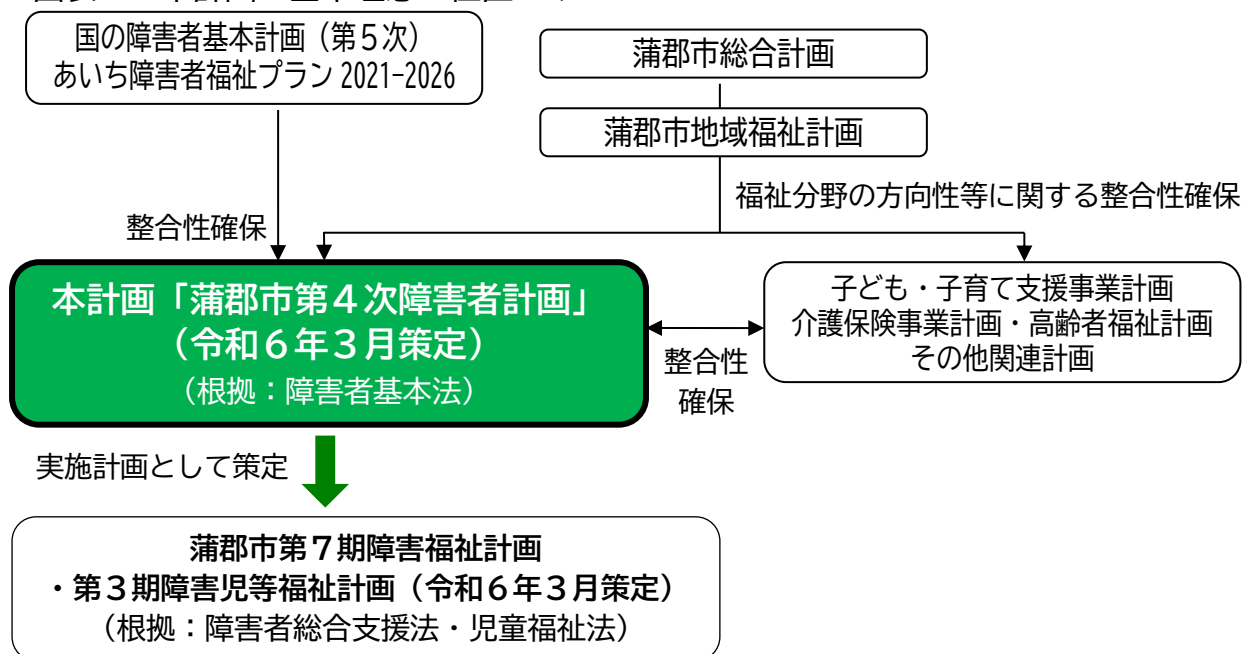 国の障害者基本計画（第５次）
あいち障害者福祉プラン 2021-2026
蒲郡市総合計画
蒲郡市地域福祉計画
福祉分野の方向性等に関する整合性確保
整合性確保
本計画「蒲郡市第４次障害者計画」
（令和６年３月策定）
（根拠：障害者基本法）
整合性
確保
子ども・子育て支援事業計画
介護保険事業計画・高齢者福祉計画
その他関連計画
実施計画として策定
蒲郡市第７期障害福祉計画
・第３期障害児等福祉計画（令和６年３月策定）
（根拠：障害者総合支援法・児童福祉法）